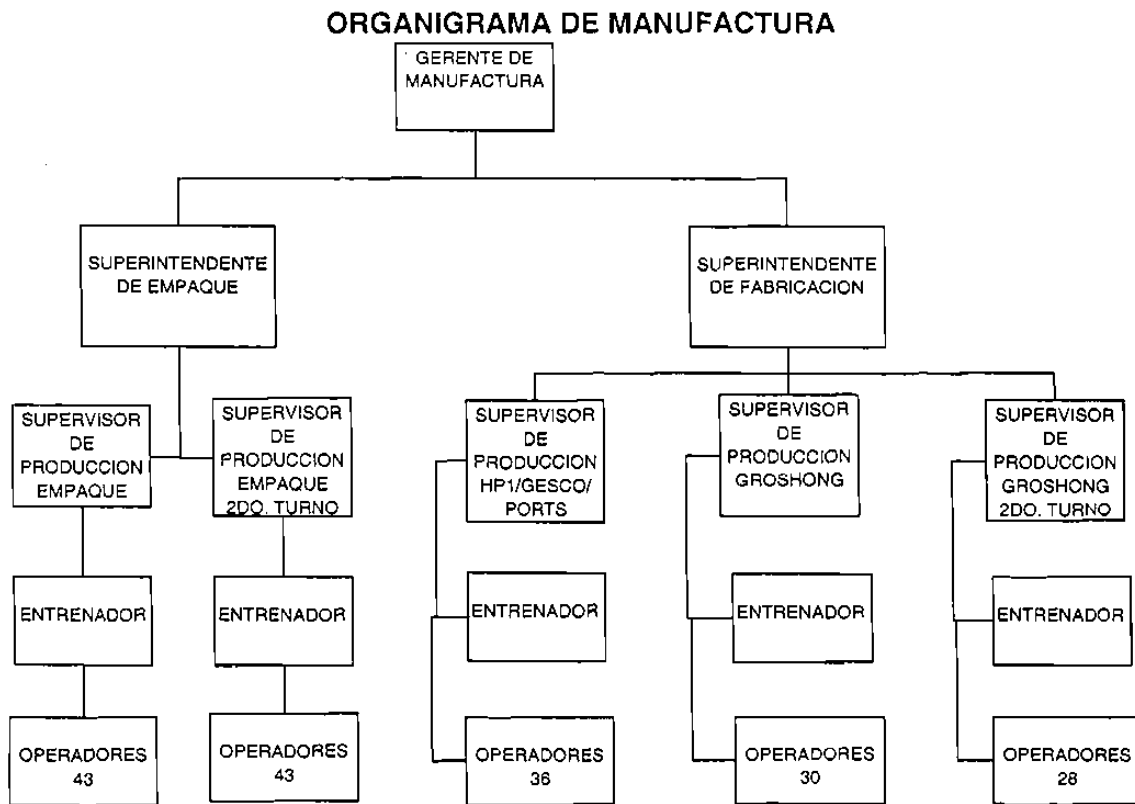 ORGANIGRAMA DE MANUFACTURA
GERENTE DE
MANUFACTURA
SUPERINTENDENTE
DE EMPAQUE
SUPERINTENDENTE
DE FABRICACION
SUPERVISOR
DE
PRODUCCION
EMPAQUE
SUPERVISOR
DE
PRODUCCION
EMPAQUE
2DO. TURNO
SUPERVISOR
DE
PRODUCCION
HP1/GESCO/
PORTS
SUPERVISOR
DE
PRODUCCION
GROSHONG
SUPERVISOR
DE
PRODUCCION
GROSHONG
2DO. TURNO
ENTRENADOR
ENTRENADOR
ENTRENADOR
ENTRENADOR
ENTRENADOR
OPERADORES
43
OPERADORES
43
OPERADORES
36
OPERADORES
30
OPERADORES
28